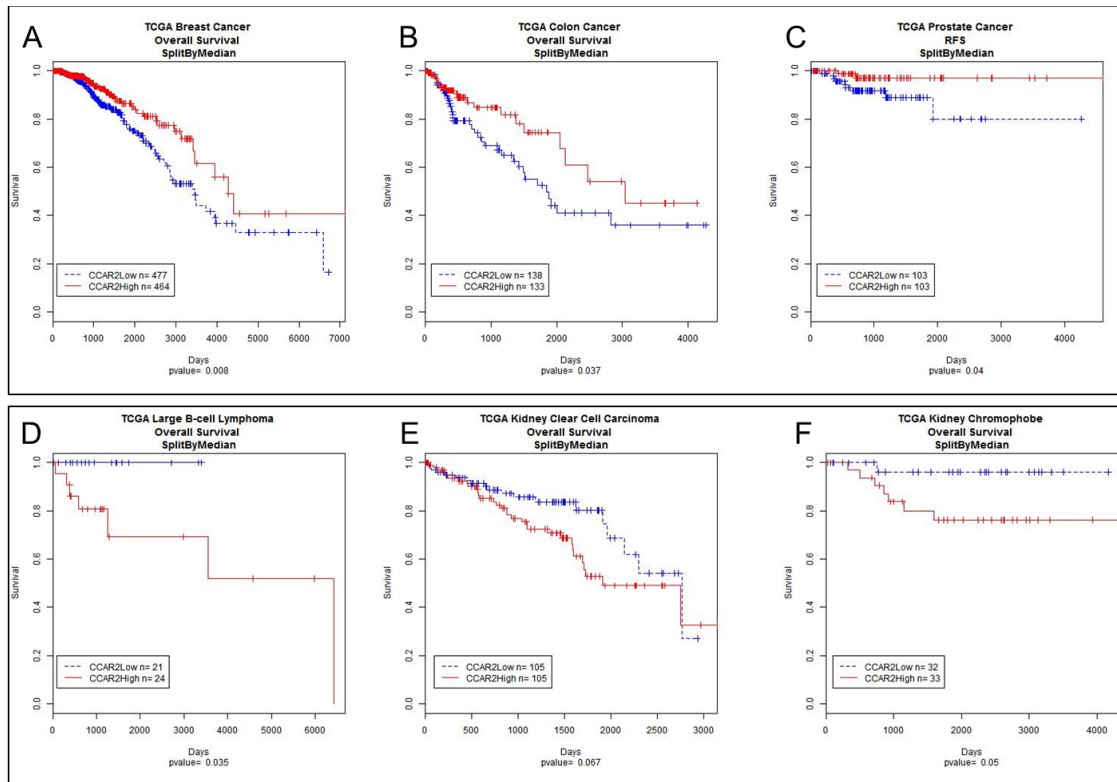 A
TCGA Breast Cancer
Overall Survival
SplitByMedian
Survival
1.0
0.8
0.6
0.4
0.2
0.0
CCAR2Low n= 477
CCAR2High n= 464
0 1000 2000 3000 4000 5000 6000 7000
Days
pvalue= 0.008
B
TCGA Colon Cancer
Overall Survival
SplitByMedian
Survival
1.0
0.8
0.6
0.4
0.2
0.0
CCAR2Low n= 138
CCAR2High n= 133
0 1000 2000 3000 4000
Days
pvalue= 0.037
C
TCGA Prostate Cancer
RFS
SplitByMedian
Survival
1.0
0.8
0.6
0.4
0.2
0.0
CCAR2Low n= 103
CCAR2High n= 103
0 1000 2000 3000 4000
Days
pvalue= 0.04
D
TCGA Large B-cell Lymphoma
Overall Survival
SplitByMedian
Survival
1.0
0.8
0.6
0.4
0.2
0.0
CCAR2Low n= 21
CCAR2High n= 24
0 1000 2000 3000 4000 5000 6000
Days
pvalue= 0.035
E
TCGA Kidney Clear Cell Carcinoma
Overall Survival
SplitByMedian
Survival
1.0
0.8
0.6
0.4
0.2
0.0
CCAR2Low n= 105
CCAR2High n= 105
0 500 1000 1500 2000 2500 3000
Days
pvalue= 0.067
F
TCGA Kidney Chromophobe
Overall Survival
SplitByMedian
Survival
1.0
0.8
0.6
0.4
0.2
0.0
CCAR2Low n= 32
CCAR2High n= 33
0 1000 2000 3000 4000
Days
pvalue= 0.05